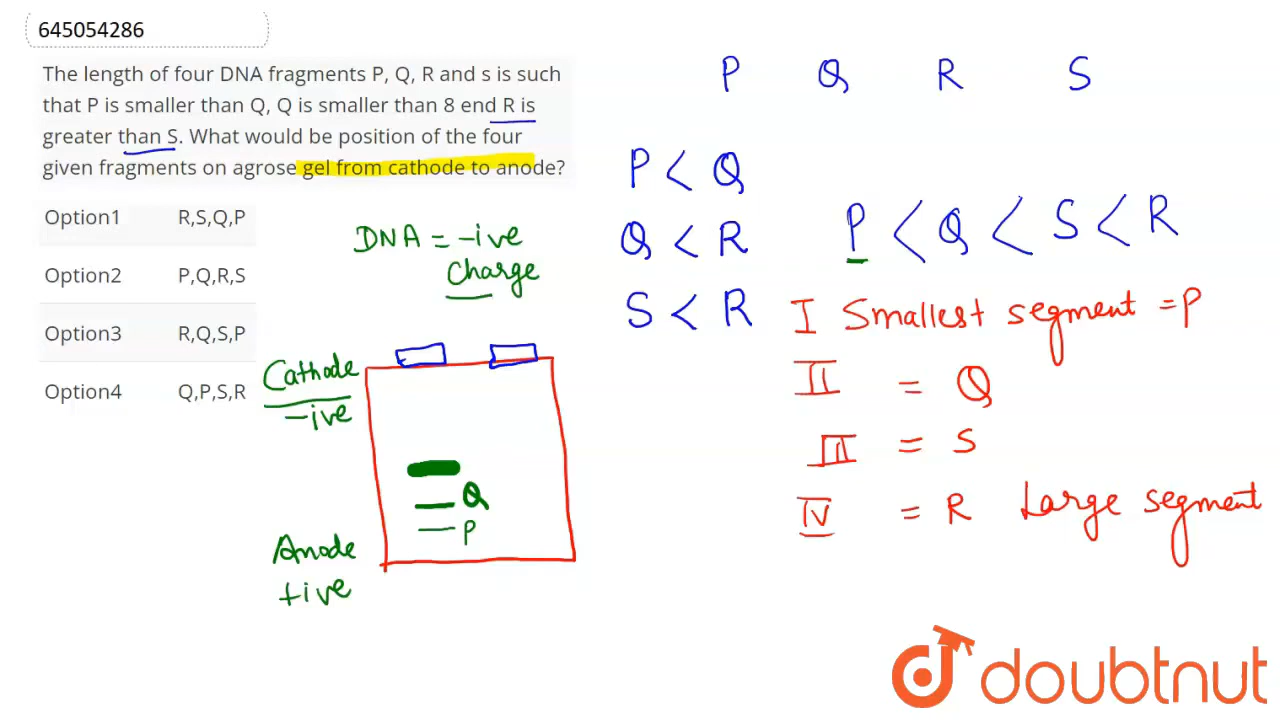 645054286
The length of four DNA fragments P, Q, R and s is such
that P is smaller than Q, Q is smaller than 8 end R is
greater than S. What would be position of the four
given fragments on agrose gel from cathode to anode?
Option1 R,S,Q,P
Option2 P,Q,R,S
Option3 R,Q,S,P
Option4 Q,P,S,R
DNA = -ive
Charge
Cathode
-ive
Q
P
Anode
+ive
P Q R S
P < Q
Q < R
S < R
P < Q < S < R
I Smallest segment = P
II = Q
III = S
IV = R Large segment
doubtnut